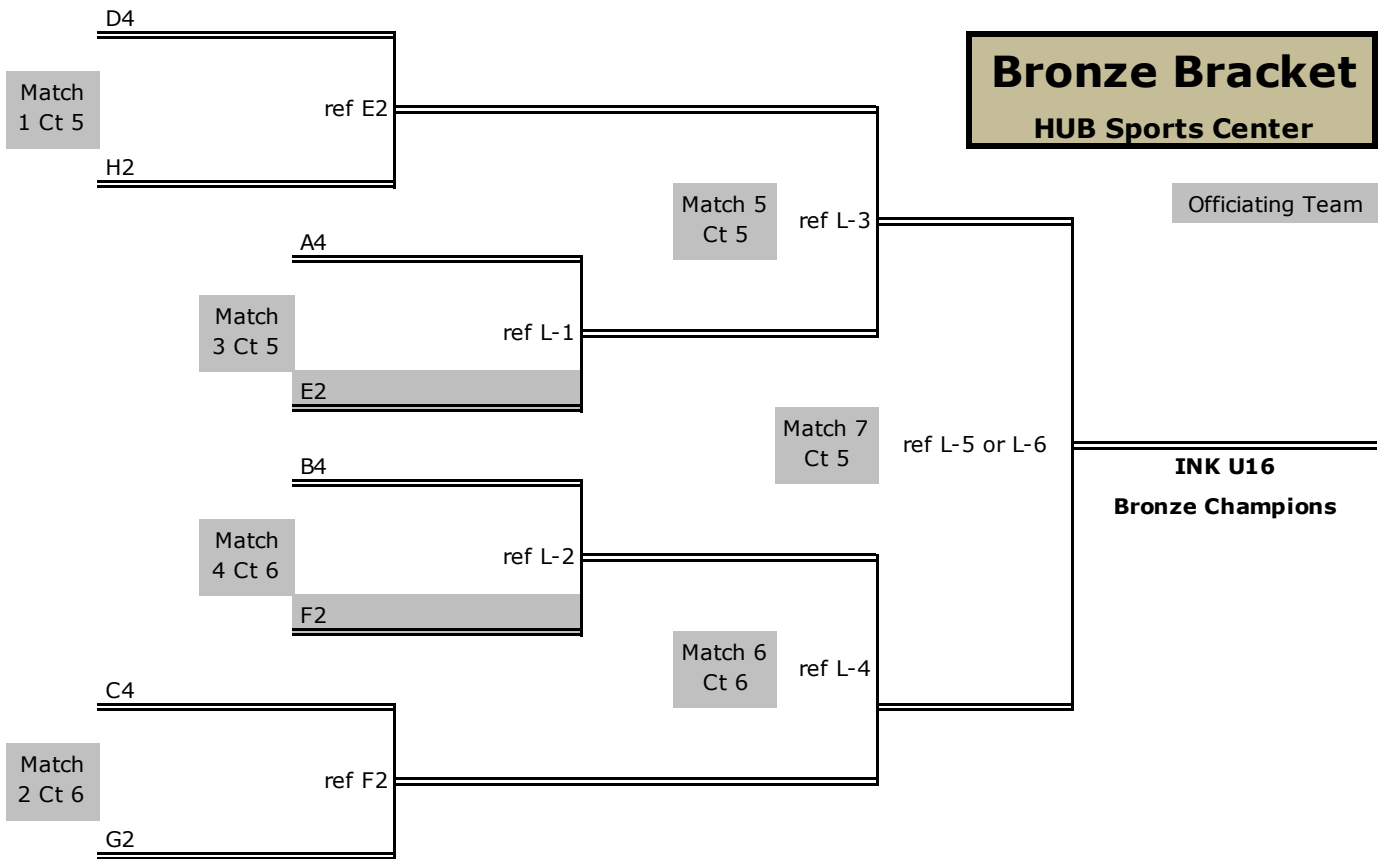 D4
Bronze Bracket
HUB Sports Center
Match
1 Ct 5
ref E2
H2
Match 5
Ct 5
ref L-3
Officiating Team
A4
Match
3 Ct 5
ref L-1
E2
Match 7
Ct 5
ref L-5 or L-6
INK U16
Bronze Champions
B4
Match
4 Ct 6
ref L-2
F2
Match 6
Ct 6
ref L-4
C4
Match
2 Ct 6
ref F2
G2